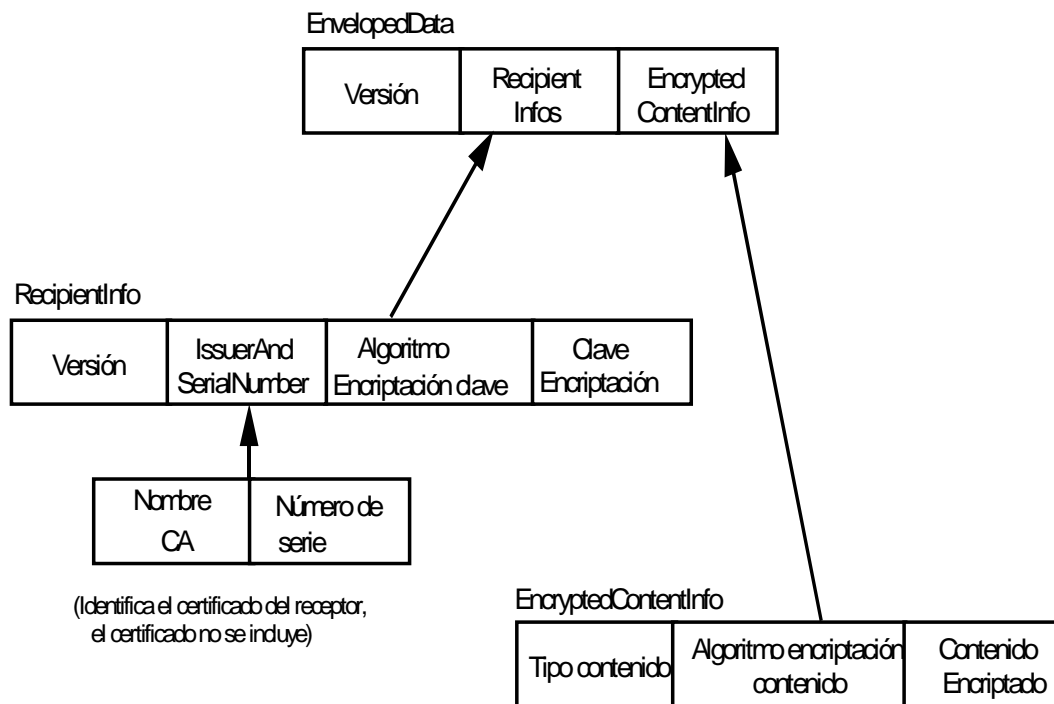 EnvelopedData
Versión
Recipient
Infos
Encrypted
ContentInfo
RecipientInfo
Versión
IssuerAnd
SerialNumber
Algoritmo
Encriptación clave
Clave
Encriptación
Nombre
CA
Número de
serie
(Identifica el certificado del receptor,
el certificado no se incluye)
EncryptedContentInfo
Tipo contenido
Algoritmo encriptación
contenido
Contenido
Encriptado